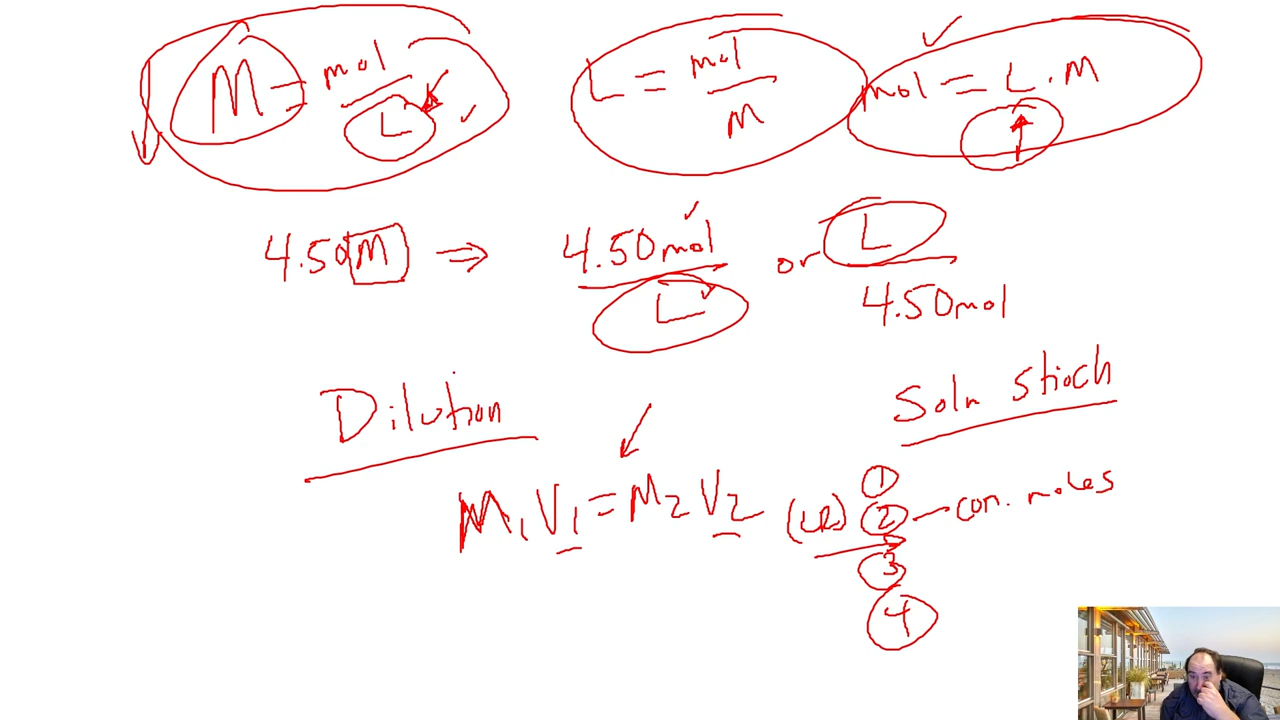 M = mol / L
L = mol / M
mol = L · M
4.50 M ⇒ 4.50 mol / L or L / 4.50 mol
Dilution
Soln Stioch
M₁V₁ = M₂V₂
①
(LR) ② → con. moles
③
④